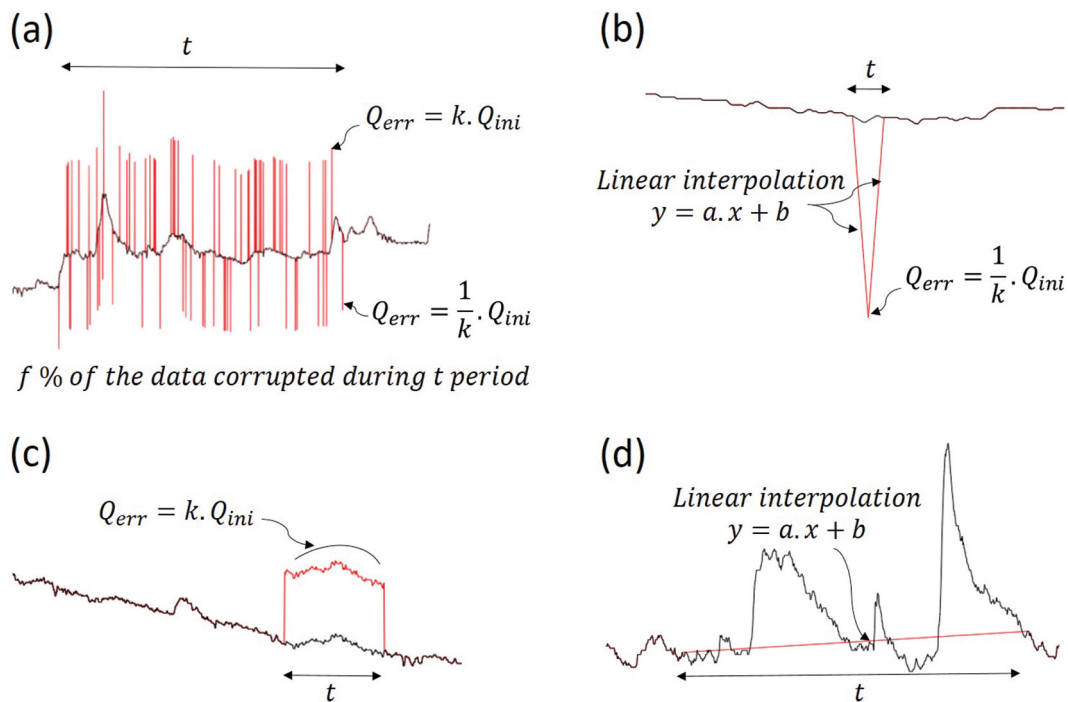 (a)
t
Q_err = k.Q_ini
Q_err = 1/k.Q_ini
f % of the data corrupted during t period
(b)
t
Linear interpolation
y = a.x + b
Q_err = 1/k.Q_ini
(c)
Q_err = k.Q_ini
t
(d)
Linear interpolation
y = a.x + b
t